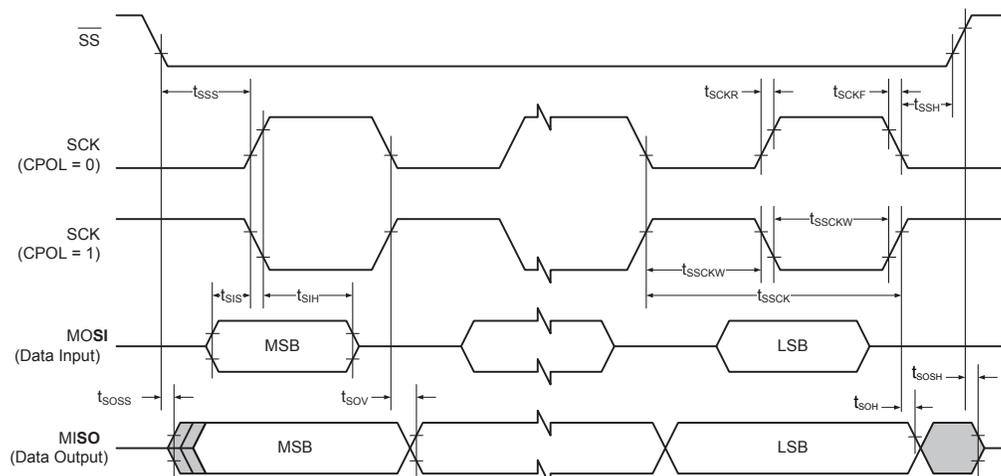 SS
tSSS
tSCKR
tSCKF
tSSH
SCK
(CPOL = 0)
SCK
(CPOL = 1)
tSSCKW
tSSCKW
tSSCK
tSIS
tSIH
MOSI
(Data Input)
MSB
LSB
tSOSS
tSOV
tSOH
tSOSH
MISO
(Data Output)
MSB
LSB